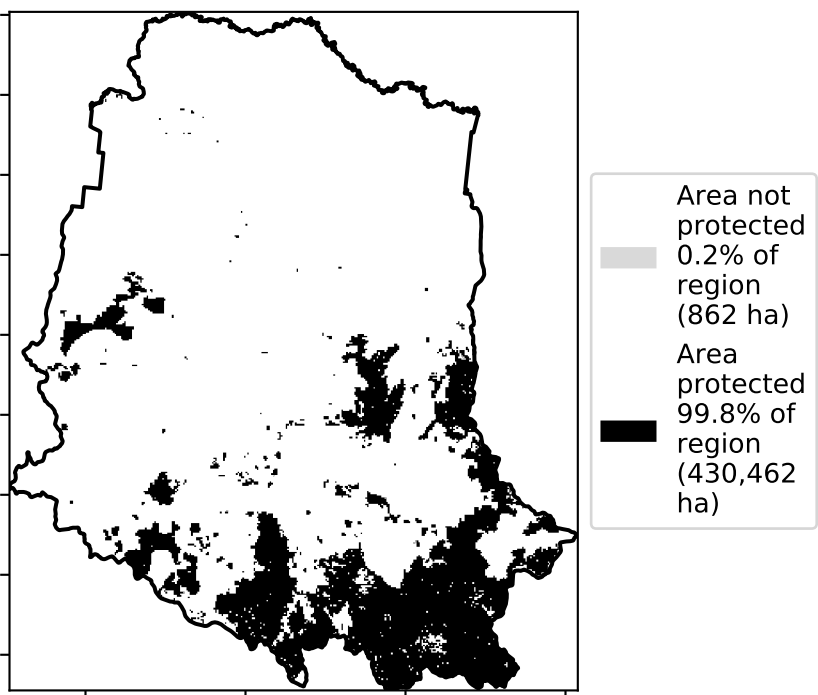 Area not
protected
0.2% of
region
(862 ha)
Area
protected
99.8% of
region
(430,462
ha)